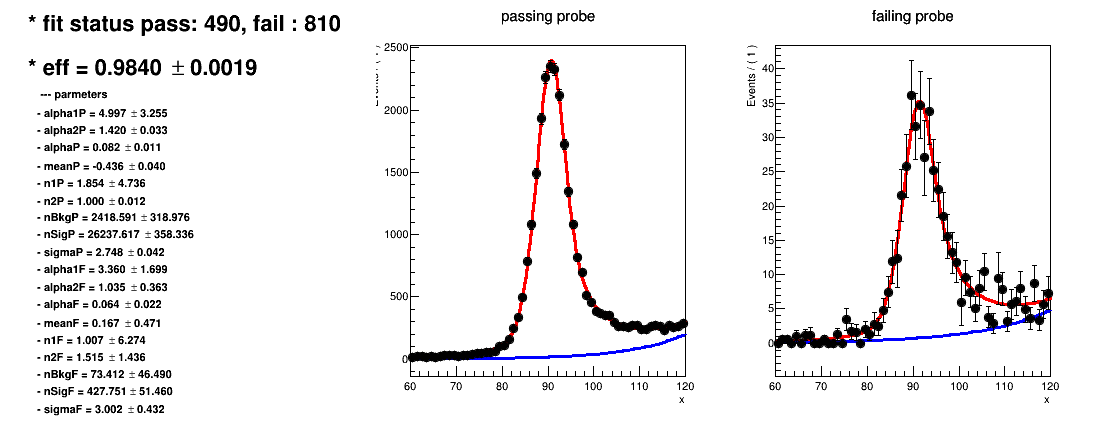 * fit status pass: 490, fail : 810
* eff = 0.9840 ± 0.0019
--- parmeters
- alpha1P = 4.997 ± 3.255
- alpha2P = 1.420 ± 0.033
- alphaP = 0.082 ± 0.011
- meanP = -0.436 ± 0.040
- n1P = 1.854 ± 4.736
- n2P = 1.000 ± 0.012
- nBkgP = 2418.591 ± 318.976
- nSigP = 26237.617 ± 358.336
- sigmaP = 2.748 ± 0.042
- alpha1F = 3.360 ± 1.699
- alpha2F = 1.035 ± 0.363
- alphaF = 0.064 ± 0.022
- meanF = 0.167 ± 0.471
- n1F = 1.007 ± 6.274
- n2F = 1.515 ± 1.436
- nBkgF = 73.412 ± 46.490
- nSigF = 427.751 ± 51.460
- sigmaF = 3.002 ± 0.432
passing probe
2500
2000
1500
1000
500
0
60 70 80 90 100 110 120
x
failing probe
Events / ( 1 )
40
35
30
25
20
15
10
5
0
60 70 80 90 100 110 120
x